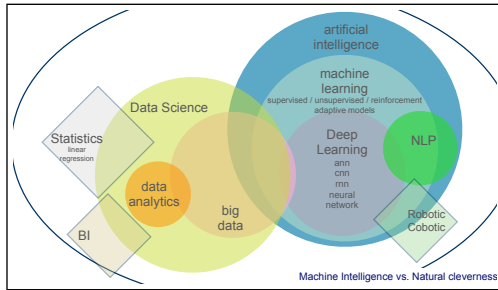 artificial
intelligence
machine
learning
supervised / unsupervised / reinforcement
adaptive models
Data Science
Statistics
linear
regression
Deep
Learning
ann
cnn
rnn
neural
network
NLP
data
analytics
big
data
BI
Robotic
Cobotic
Machine Intelligence vs. Natural cleverness